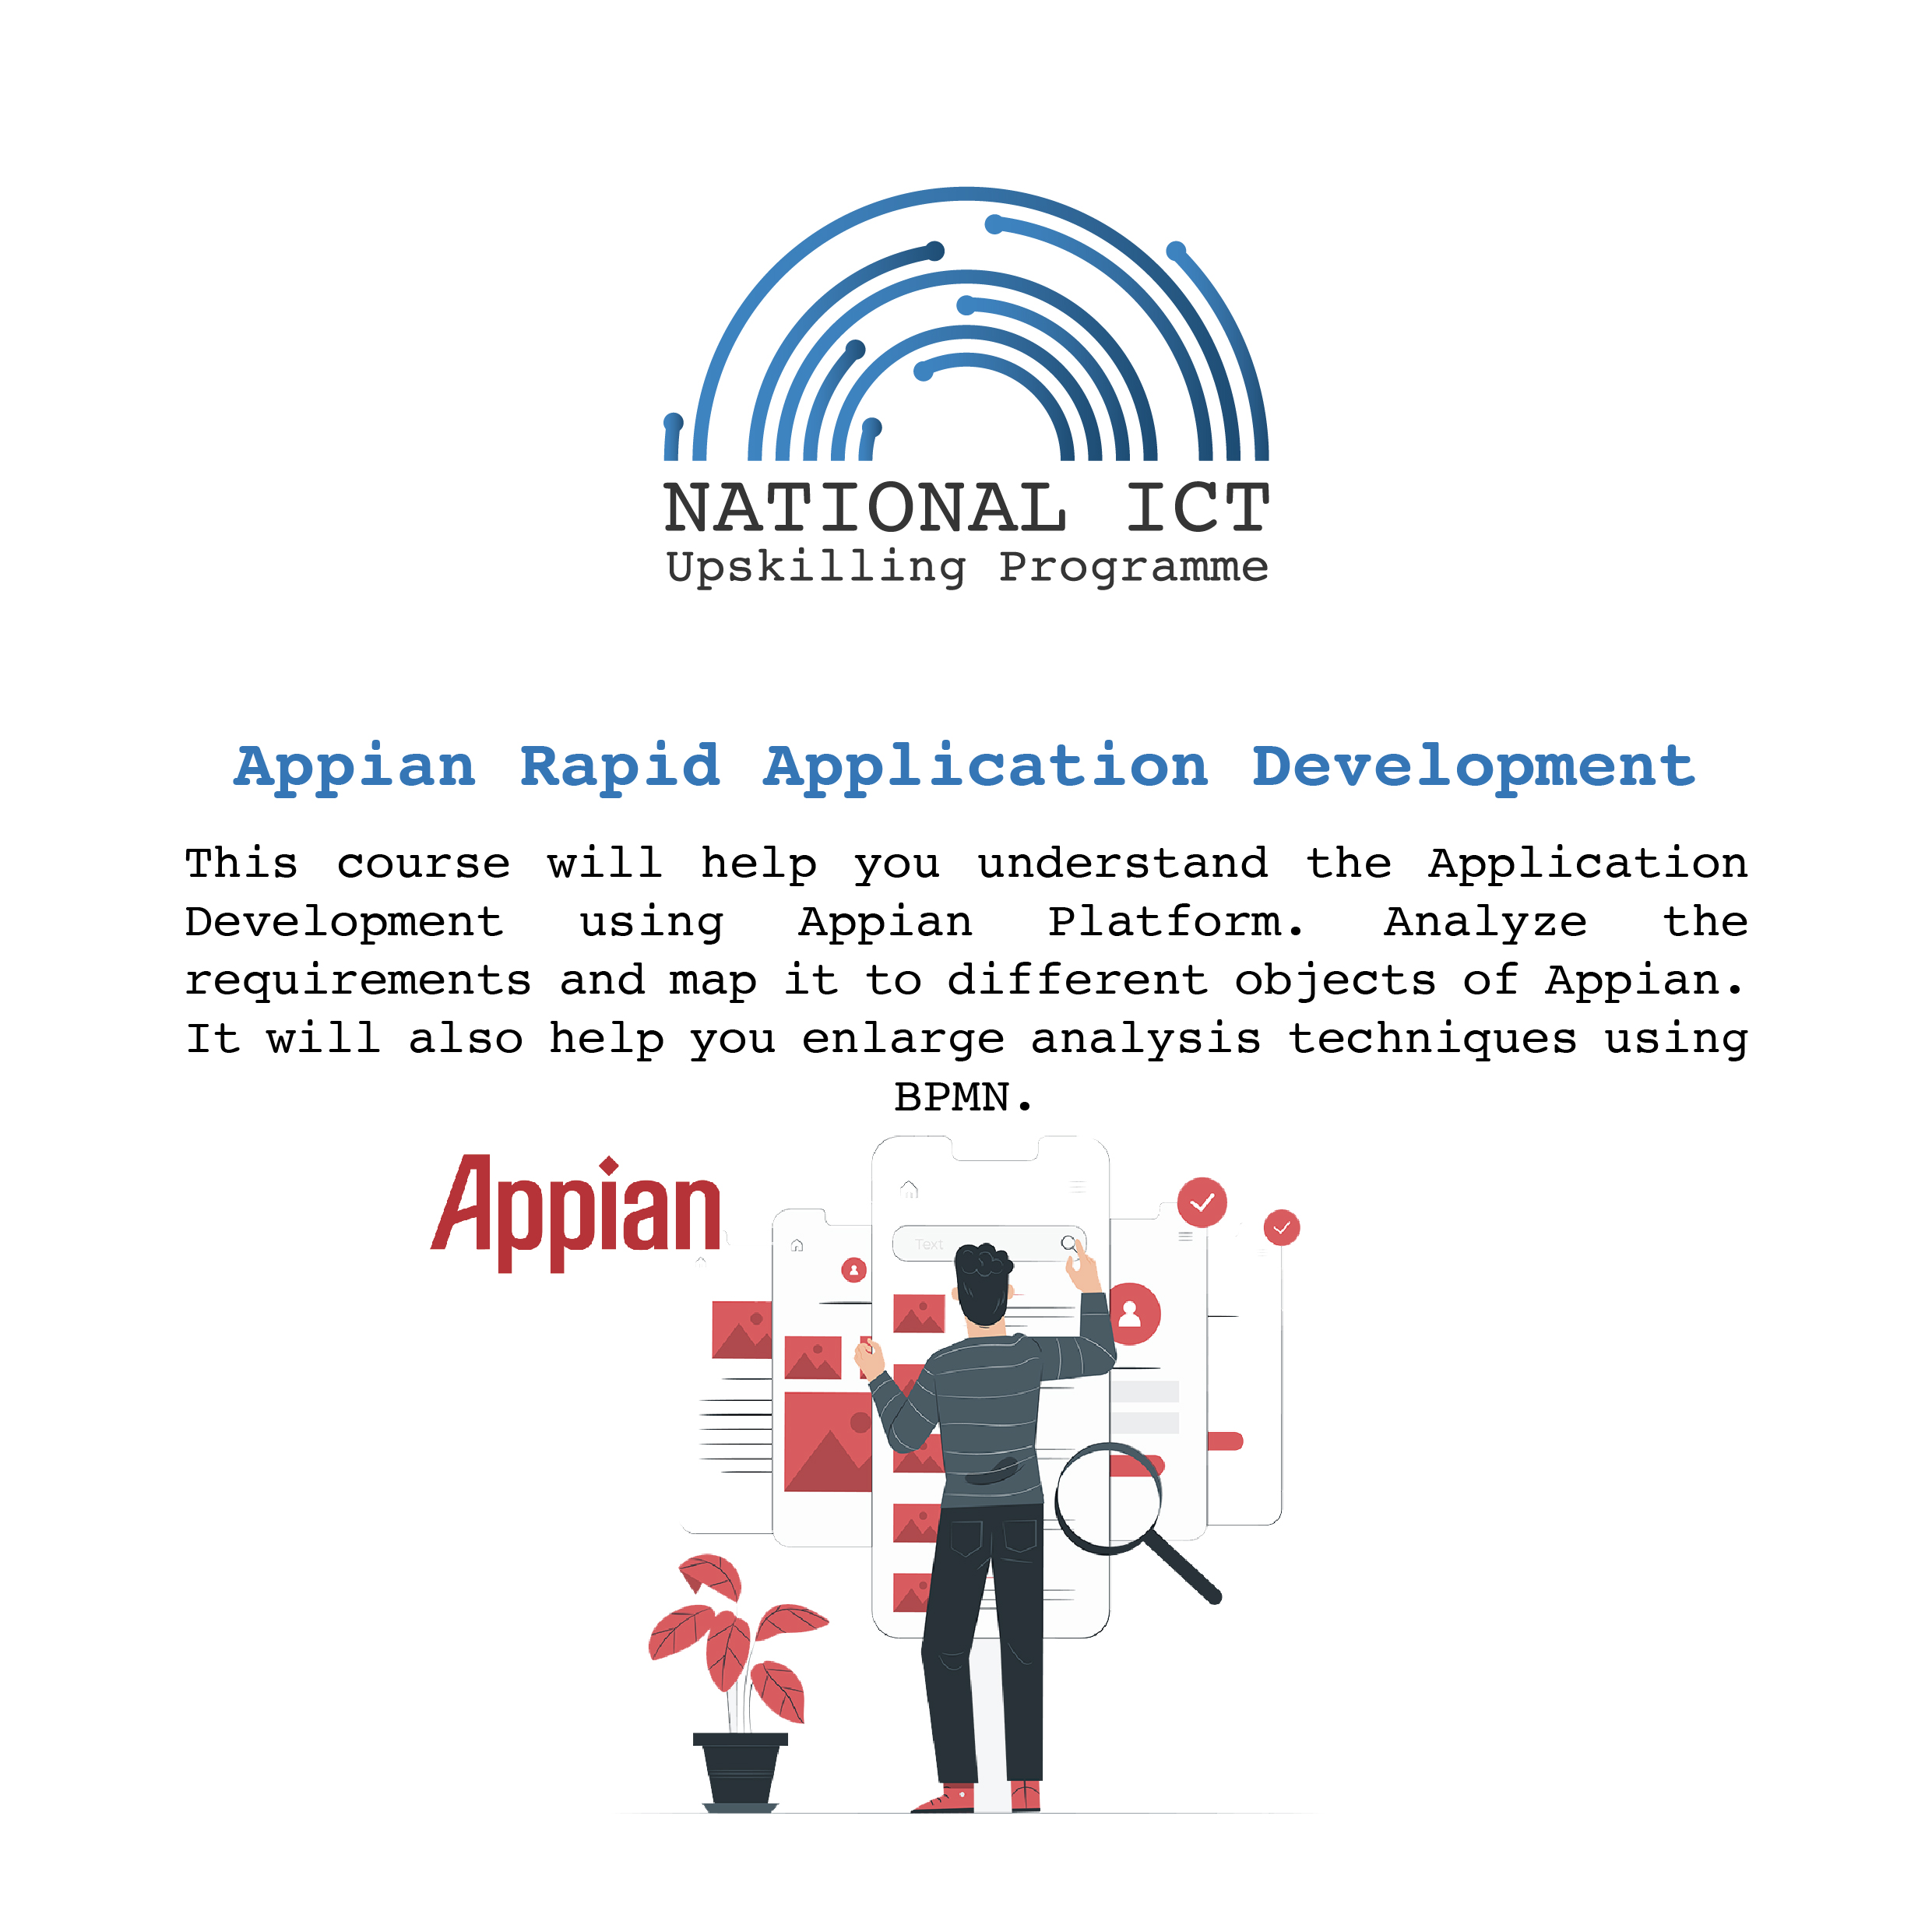 NATIONAL ICT
Upskilling Programme
Appian Rapid Application Development
This course will help you understand the Application
Development using Appian Platform. Analyze the
requirements and map it to different objects of Appian.
It will also help you enlarge analysis techniques using
BPMN.
Appian
Text